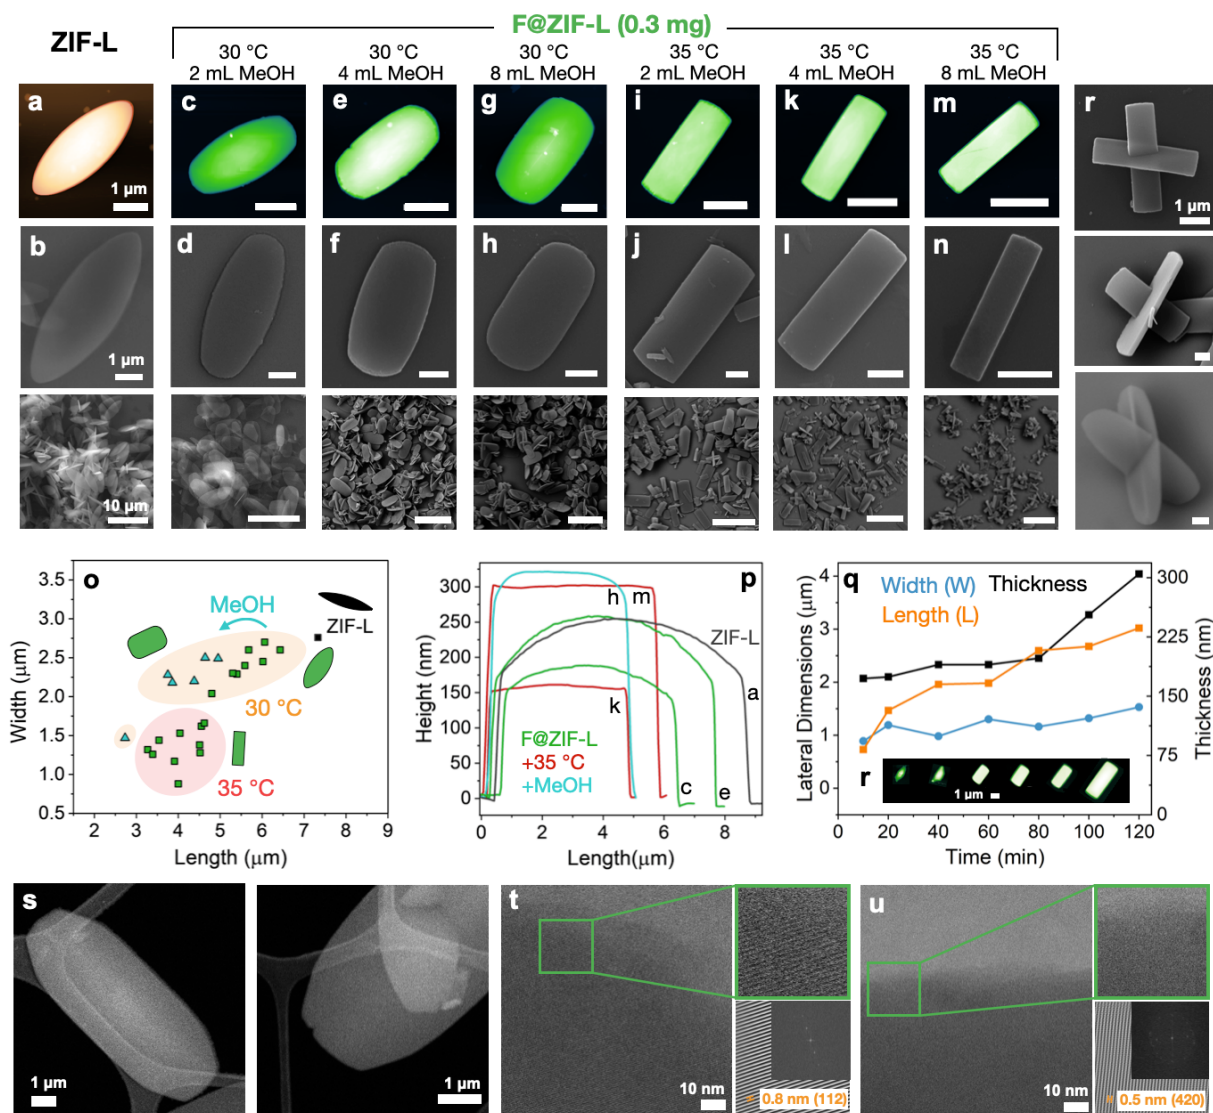 F@ZIF-L (0.3 mg)
ZIF-L
30 °C
2 mL MeOH
30 °C
4 mL MeOH
30 °C
8 mL MeOH
35 °C
2 mL MeOH
35 °C
4 mL MeOH
35 °C
8 mL MeOH
a
1 µm
c
e
g
i
k
m
r
1 µm
b
1 µm
d
f
h
j
l
n
10 µm
o
MeOH
ZIF-L
30 °C
35 °C
Width (µm)
3.5
3.0
2.5
2.0
1.5
1.0
0.5
2 3 4 5 6 7 8 9
Length (µm)
p
h m
ZIF-L
a
k
F@ZIF-L
+35 °C
+MeOH
c
e
Height (nm)
300
250
200
150
100
50
0
0 2 4 6 8
Length(µm)
q
Width (W) Thickness
Length (L)
r
1 µm
Lateral Dimensions (µm)
4
3
2
1
0
Thickness (nm)
300
225
150
75
0
0 20 40 60 80 100 120
Time (min)
s
1 µm
1 µm
t
10 nm
0.8 nm (112)
u
10 nm
0.5 nm (420)